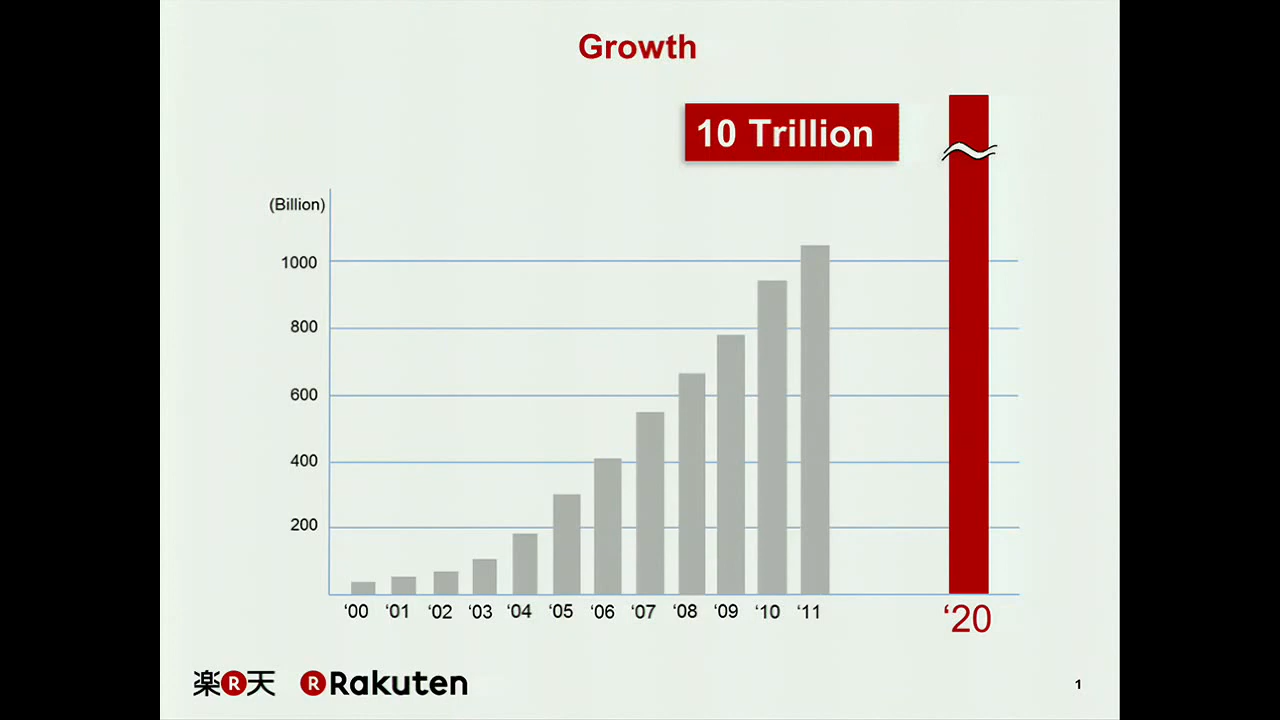 Growth
10 Trillion
(Billion)
1000
800
600
400
200
‘00 ‘01 ‘02 ‘03 ‘04 ‘05 ‘06 ‘07 ‘08 ‘09 ‘10 ‘11 ‘20
楽R天 R Rakuten
1